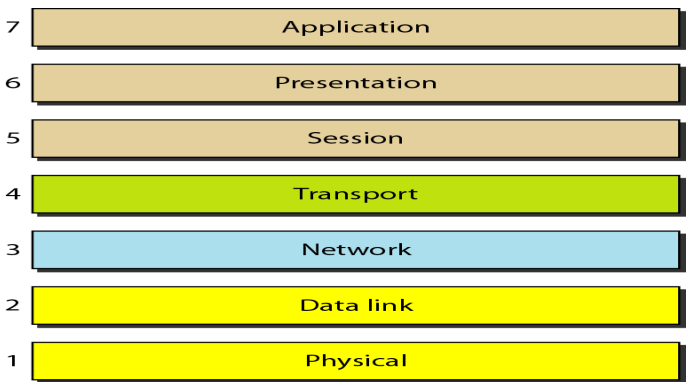 7 Application
6 Presentation
5 Session
4 Transport
3 Network
2 Data link
1 Physical